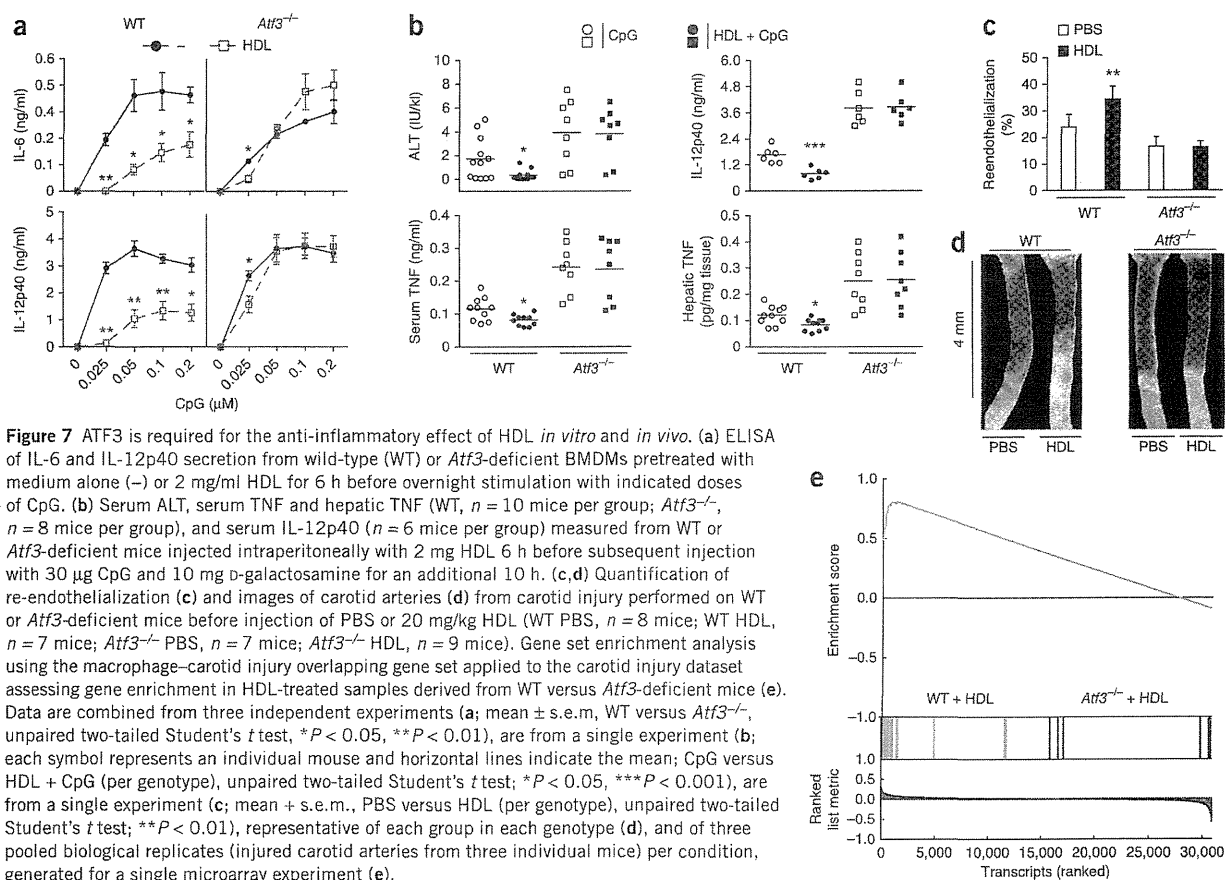 a
WT
Atf3–/–
– HDL
IL-6 (ng/ml)
0.6
0.4
0.2
0.1
0
** * * *
*
IL-12p40 (ng/ml)
5
4
3
2
1
0
** ** ** *
*
0 0.025 0.05 0.1 0.2 0 0.025 0.05 0.1 0.2
CpG (µM)
b
CpG
HDL + CpG
ALT (IU/kl)
10
8
6
4
2
0
*
IL-12p40 (ng/ml)
6.0
4.8
3.6
2.4
1.2
0
***
Serum TNF (ng/ml)
0.4
0.3
0.2
0.1
0
*
WT Atf3–/–
Hepatic TNF
(pg/mg tissue)
0.5
0.4
0.3
0.2
0.1
0
*
WT Atf3–/–
c
PBS
HDL
Reendothelialization
(%)
50
40
30
20
10
0
**
WT Atf3–/–
d
WT Atf3–/–
4 mm
PBS HDL PBS HDL
Figure 7 ATF3 is required for the anti-inflammatory effect of HDL in vitro and in vivo. (a) ELISA
of IL-6 and IL-12p40 secretion from wild-type (WT) or Atf3-deficient BMDMs pretreated with
medium alone (–) or 2 mg/ml HDL for 6 h before overnight stimulation with indicated doses
of CpG. (b) Serum ALT, serum TNF and hepatic TNF (WT, n = 10 mice per group; Atf3–/–,
n = 8 mice per group), and serum IL-12p40 (n = 6 mice per group) measured from WT or
Atf3-deficient mice injected intraperitoneally with 2 mg HDL 6 h before subsequent injection
with 30 µg CpG and 10 mg D-galactosamine for an additional 10 h. (c,d) Quantification of
re-endothelialization (c) and images of carotid arteries (d) from carotid injury performed on WT
or Atf3-deficient mice before injection of PBS or 20 mg/kg HDL (WT PBS, n = 8 mice; WT HDL,
n = 7 mice; Atf3–/– PBS, n = 7 mice; Atf3–/– HDL, n = 9 mice). Gene set enrichment analysis
using the macrophage–carotid injury overlapping gene set applied to the carotid injury dataset
assessing gene enrichment in HDL-treated samples derived from WT versus Atf3-deficient mice (e).
Data are combined from three independent experiments (a; mean ± s.e.m, WT versus Atf3–/–,
unpaired two-tailed Student's t test, *P < 0.05, **P < 0.01), are from a single experiment (b;
each symbol represents an individual mouse and horizontal lines indicate the mean; CpG versus
HDL + CpG (per genotype), unpaired two-tailed Student's t test; *P < 0.05, ***P < 0.001), are
from a single experiment (c; mean + s.e.m., PBS versus HDL (per genotype), unpaired two-tailed
Student's t test; **P < 0.01), representative of each group in each genotype (d), and of three
pooled biological replicates (injured carotid arteries from three individual mice) per condition,
generated for a single microarray experiment (e).
e
Enrichment score
1.0
0.5
0.0
–0.5
–1.0
WT + HDL Atf3–/– + HDL
Ranked
list metric
1.0
0.5
0.0
–0.5
–1.0
0 5,000 10,000 15,000 20,000 25,000 30,000
Transcripts (ranked)